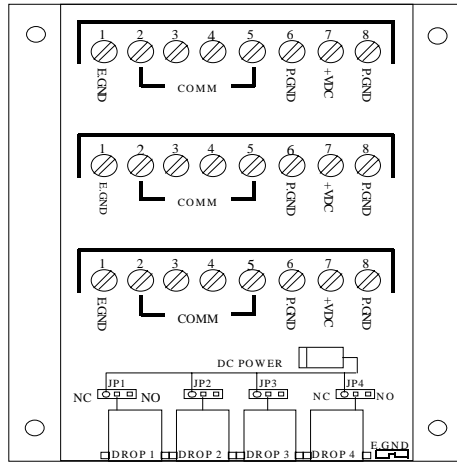 1 2 3 4 5 6 7 8
COMM
E.GND P.GND +VDC P.GND
1 2 3 4 5 6 7 8
COMM
E.GND P.GND +VDC P.GND
1 2 3 4 5 6 7 8
COMM
E.GND P.GND +VDC P.GND
DC POWER
JP1 JP2 JP3 JP4
NC NO NC NO
DROP 1 DROP 2 DROP 3 DROP 4 E.GND